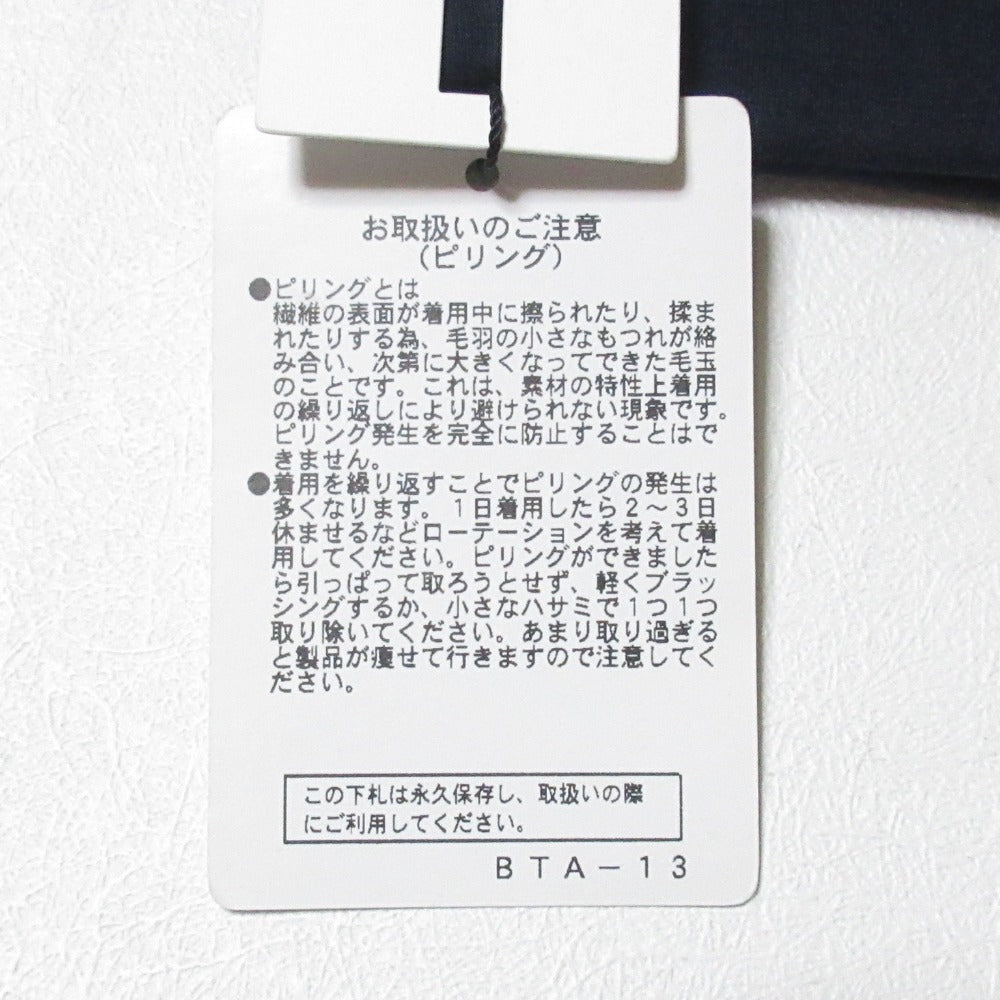 お取扱いのご注意
(ピリング)
●ピリングとは
繊維の表面が着用中に擦られたり、揉ま
れたりする為、毛羽の小さなもつれが絡
み合い、次第に大きくなってできた毛玉
のことです。これは、素材の特性上着用
の繰り返しにより避けられない現象です。
ピリング発生を完全に防止することはで
きません。
●着用を繰り返すことでピリングの発生は
多くなります。1日着用したら2〜3日
休ませるなどローテーションを考えて着
用してください。ピリングができました
ら引っぱって取ろうとせず、軽くブラッ
シングするか、小さなハサミで1つ1つ
取り除いてください。あまり取り過ぎる
と製品が痩せて行きますので注意してく
ださい。
この下札は永久保存し、取扱いの際
にご利用してください。
BTA-13